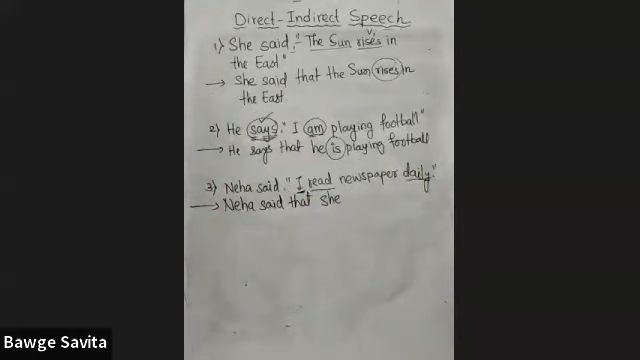 Direct-Indirect Speech
1) She said:- "The Sun rises in
V₁
the East"
→ She said that the Sun rises in
the East
2) He says: "I am playing football"
→ He says that he is playing football
3) Neha said: "I read newspaper daily."
→ Neha said that she
Bawge Savita